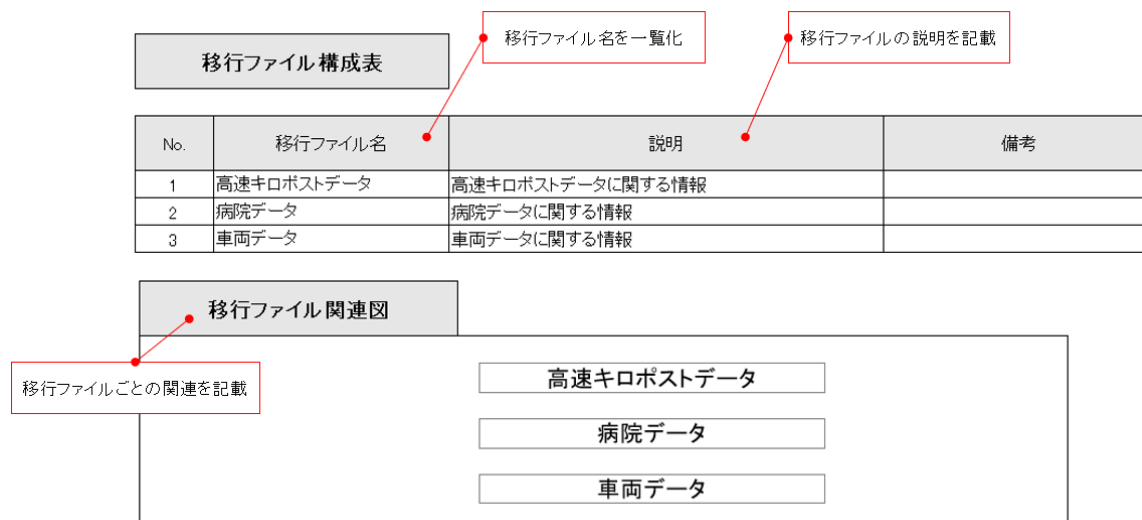 移行ファイル名を一覧化
移行ファイルの説明を記載
移行ファイル構成表
No. 移行ファイル名 説明 備考
1 高速キロポストデータ 高速キロポストデータに関する情報
2 病院データ 病院データに関する情報
3 車両データ 車両データに関する情報
移行ファイル関連図
移行ファイルごとの関連を記載
高速キロポストデータ
病院データ
車両データ